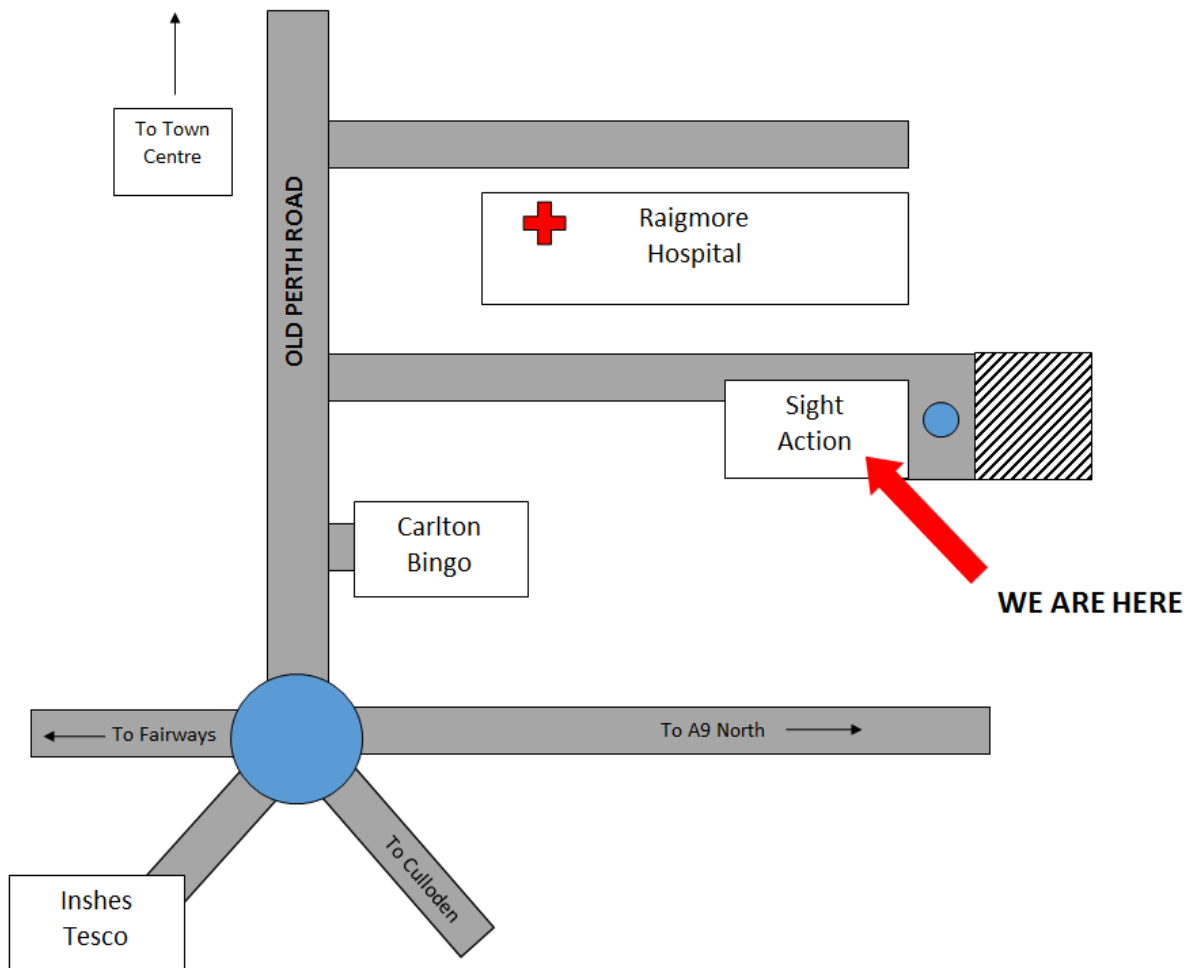 To Town
Centre
OLD PERTH ROAD
Raigmore
Hospital
Sight
Action
Carlton
Bingo
WE ARE HERE
To Fairways
To A9 North
To Culloden
Inshes
Tesco